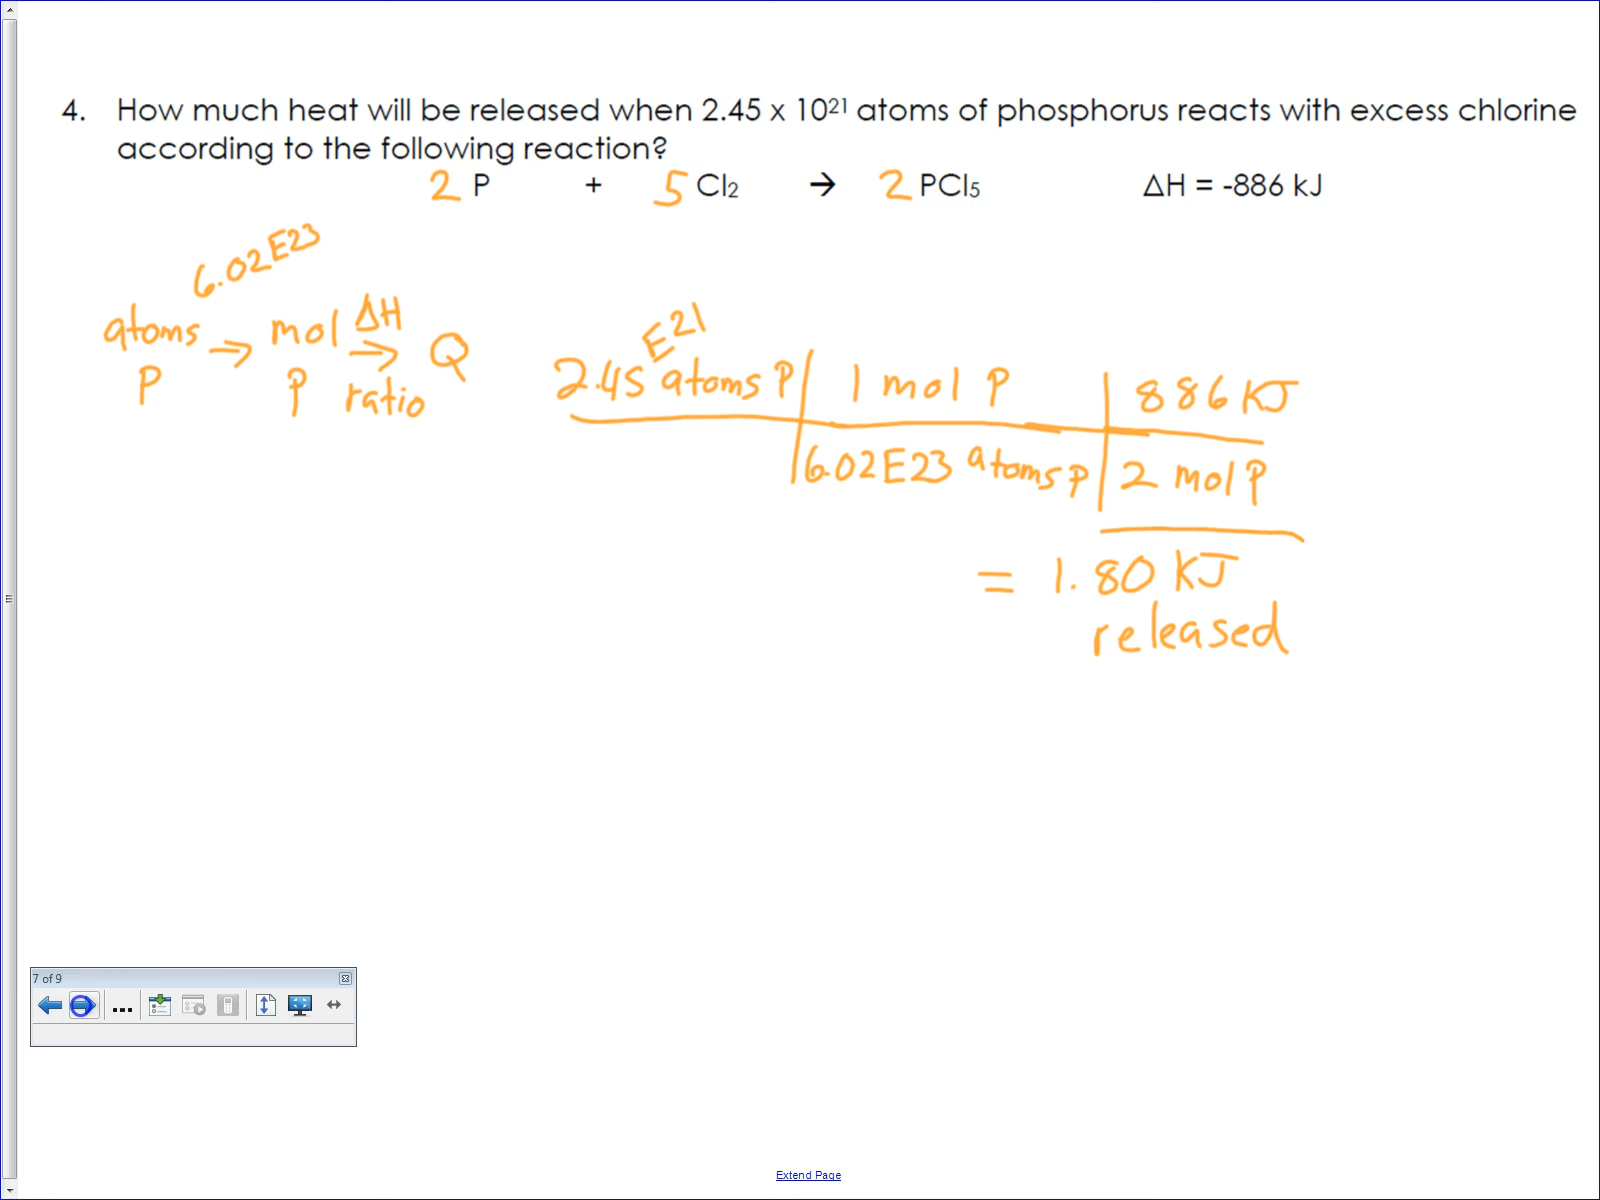 4. How much heat will be released when 2.45 x 10²¹ atoms of phosphorus reacts with excess chlorine
according to the following reaction?
2 P + 5 Cl₂ → 2 PCl₅ ΔH = -886 kJ
6.02E23
atoms P → mol P ΔH → ratio Q
2.45 E21 atoms P | 1 mol P | 886 KJ
6.02E23 atoms P | 2 mol P
= 1.80 KJ
released
7 of 9
...
Extend Page